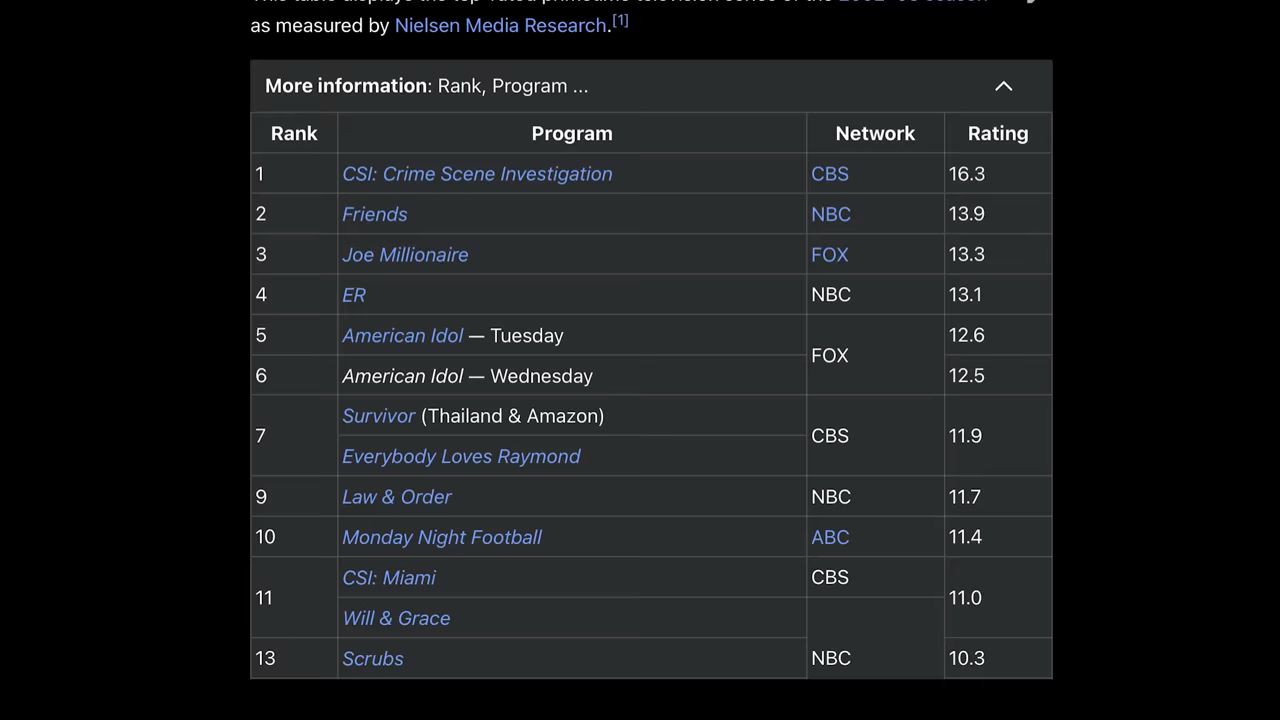 as measured by Nielsen Media Research.[1]
More information: Rank, Program ...
Rank Program Network Rating
1 CSI: Crime Scene Investigation CBS 16.3
2 Friends NBC 13.9
3 Joe Millionaire FOX 13.3
4 ER NBC 13.1
5 American Idol — Tuesday FOX 12.6
6 American Idol — Wednesday 12.5
7 Survivor (Thailand & Amazon) CBS 11.9
Everybody Loves Raymond
9 Law & Order NBC 11.7
10 Monday Night Football ABC 11.4
11 CSI: Miami CBS 11.0
Will & Grace
13 Scrubs NBC 10.3